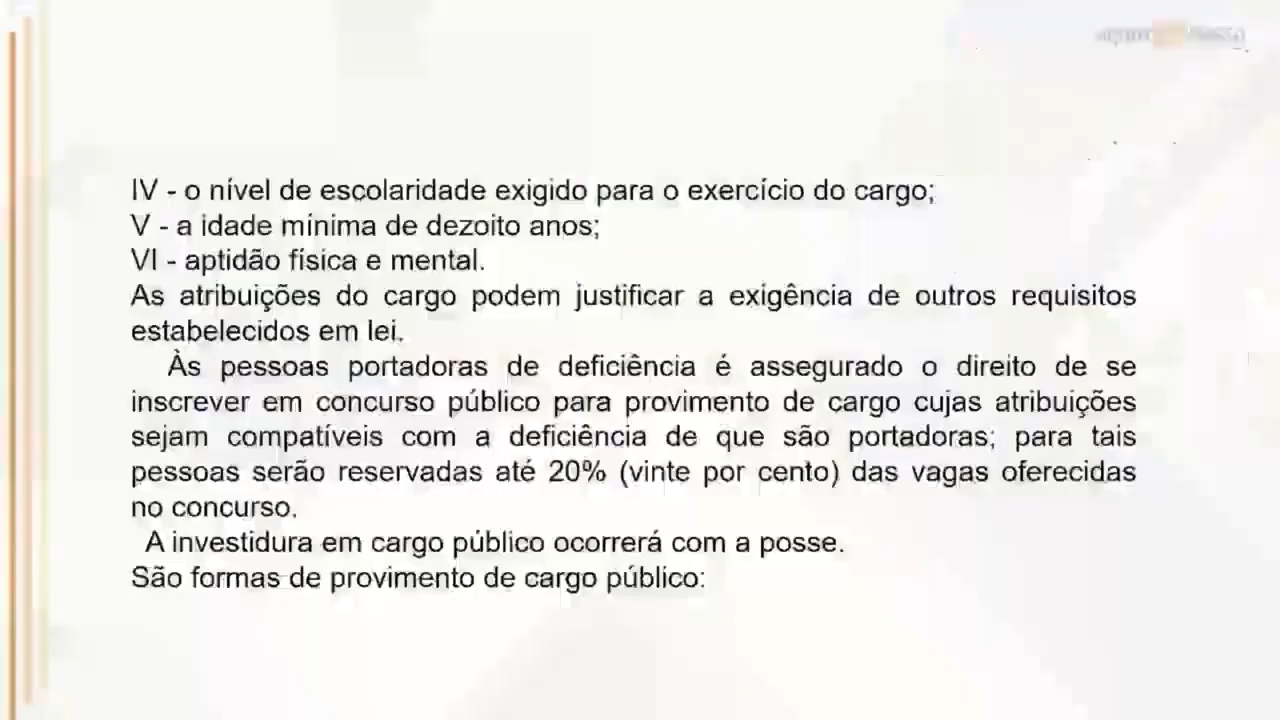 IV - o nível de escolaridade exigido para o exercício do cargo;
V - a idade mínima de dezoito anos;
VI - aptidão física e mental.
As atribuições do cargo podem justificar a exigência de outros requisitos
estabelecidos em lei.
Às pessoas portadoras de deficiência é assegurado o direito de se
inscrever em concurso público para provimento de cargo cujas atribuições
sejam compatíveis com a deficiência de que são portadoras; para tais
pessoas serão reservadas até 20% (vinte por cento) das vagas oferecidas
no concurso.
A investidura em cargo público ocorrerá com a posse.
São formas de provimento de cargo público: